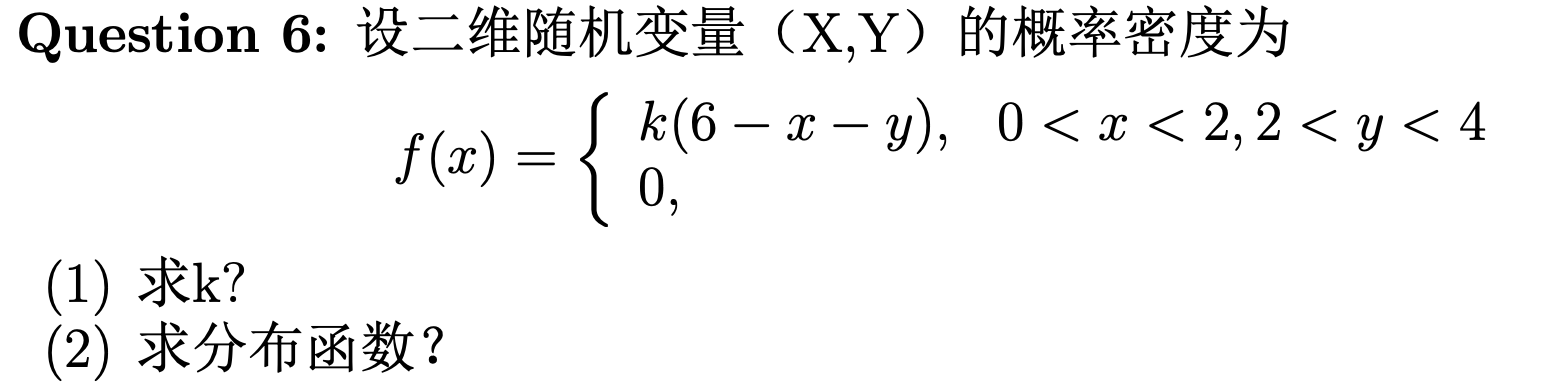 Question 6: 设二维随机变量（X,Y）的概率密度为
f(x) = { k(6 − x − y), 0 < x < 2, 2 < y < 4
0,
(1) 求k?
(2) 求分布函数?